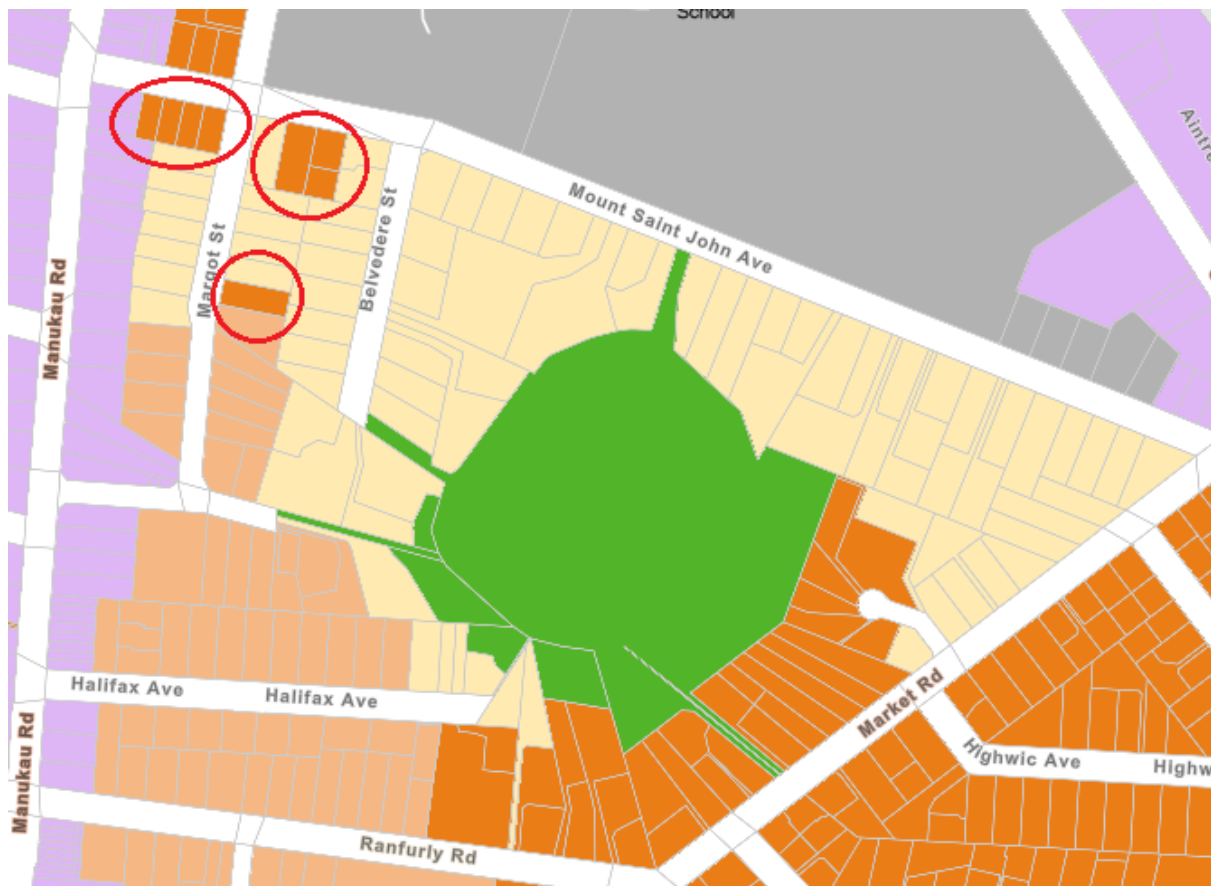 School
Aintre
Mount Saint John Ave
Belvedere St
Margot St
Manukau Rd
Halifax Ave
Halifax Ave
Market Rd
Manukau Rd
Highwic Ave
Highw
Ranfurly Rd